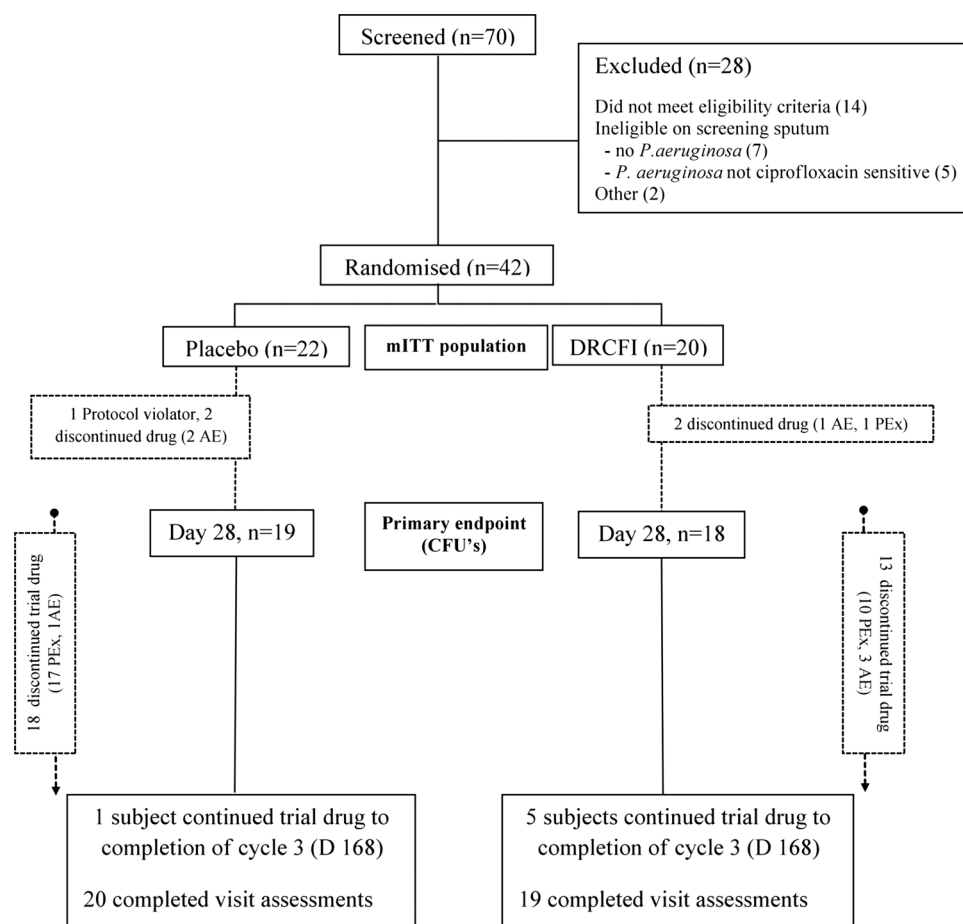 Screened (n=70)
Excluded (n=28)
Did not meet eligibility criteria (14)
Ineligible on screening sputum
- no P.aeruginosa (7)
- P. aeruginosa not ciprofloxacin sensitive (5)
Other (2)
Randomised (n=42)
Placebo (n=22)
mITT population
DRCFI (n=20)
1 Protocol violator, 2
discontinued drug (2 AE)
2 discontinued drug (1 AE, 1 PEx)
Day 28, n=19
Primary endpoint
(CFU's)
Day 28, n=18
18 discontinued trial drug
(17 PEx, 1AE)
13 discontinued trial drug
(10 PEx, 3 AE)
1 subject continued trial drug to
completion of cycle 3 (D 168)
20 completed visit assessments
5 subjects continued trial drug to
completion of cycle 3 (D 168)
19 completed visit assessments